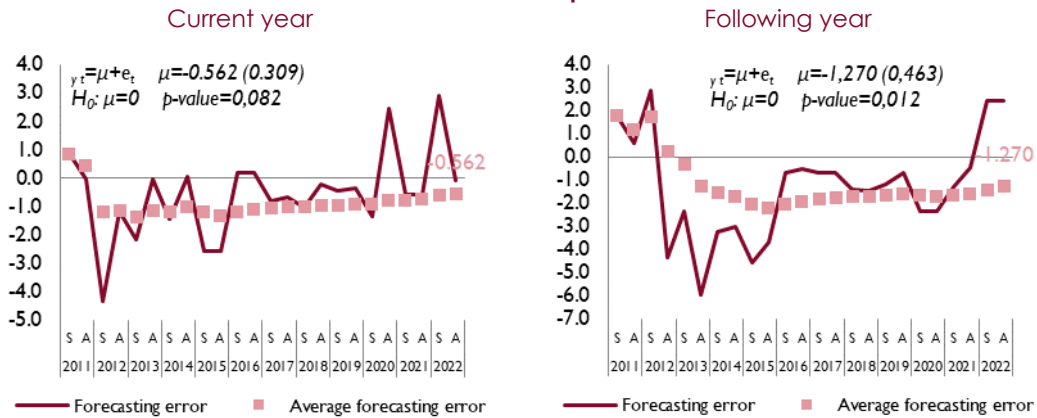 Current year
4.0
3.0
2.0
1.0
0.0
-1.0
-2.0
-3.0
-4.0
-5.0
y t=μ+et μ=-0.562 (0.309)
H0: μ=0 p-value=0,082
-0.562
S A S A S A S A S A S A S A S A S A S A S A S A
2011 2012 2013 2014 2015 2016 2017 2018 2019 2020 2021 2022
Forecasting error Average forecasting error
Following year
4.0
3.0
2.0
1.0
0.0
-1.0
-2.0
-3.0
-4.0
-5.0
-6.0
-7.0
y t=μ+et μ=-1,270 (0,463)
H0: μ=0 p-value=0,012
-1.270
S A S A S A S A S A S A S A S A S A S A S A S A
2011 2012 2013 2014 2015 2016 2017 2018 2019 2020 2021 2022
Forecasting error Average forecasting error